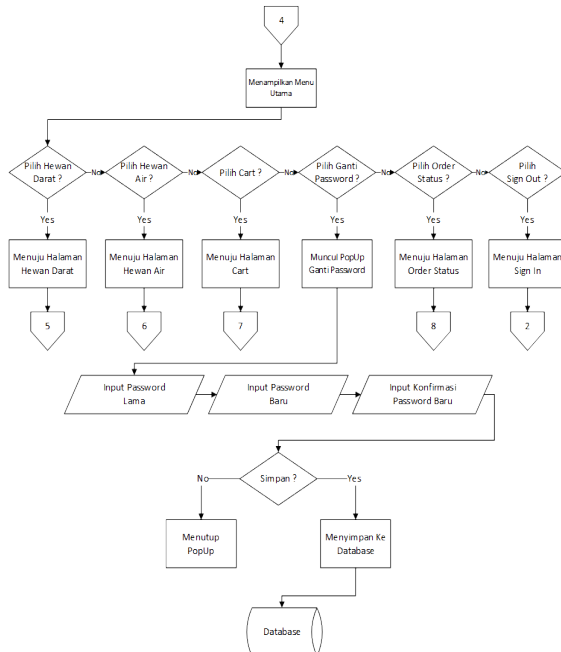 4
Menampilkan Menu
Utama
Pilih Hewan
Darat ?
No
Pilih Hewan
Air ?
No
Pilih Cart ?
No
Pilih Ganti
Password ?
No
Pilih Order
Status ?
No
Pilih
Sign Out ?
Yes
Yes
Yes
Yes
Yes
Yes
Menuju Halaman
Hewan Darat
Menuju Halaman
Hewan Air
Menuju Halaman
Cart
Muncul PopUp
Ganti Password
Menuju Halaman
Order Status
Menuju Halaman
Sign In
5
6
7
8
2
Input Password
Lama
Input Password
Baru
Input Konfirmasi
Password Baru
No
Simpan ?
Yes
Menutup
PopUp
Menyimpan Ke
Database
Database